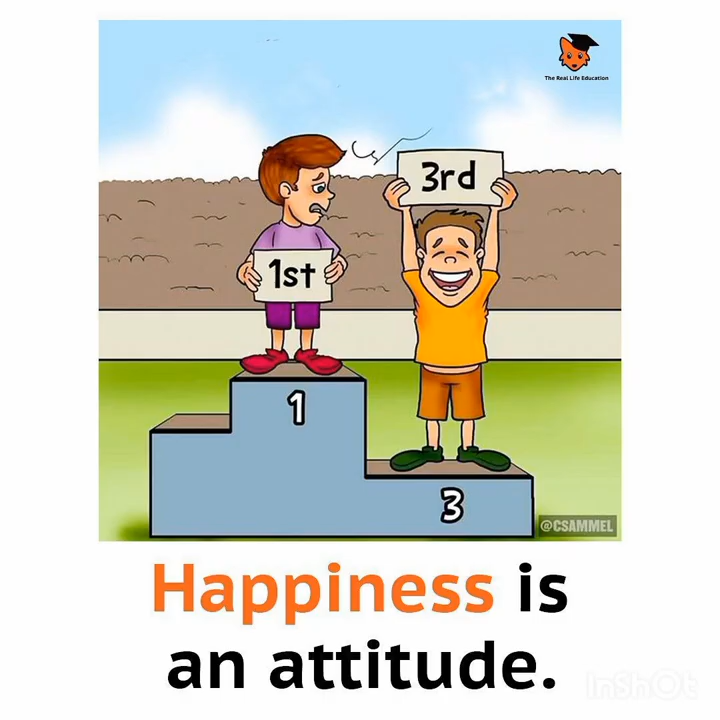 The Real Life Education
3rd
1st
1
3
@CSAMMEL
Happiness is
an attitude.
InShOt